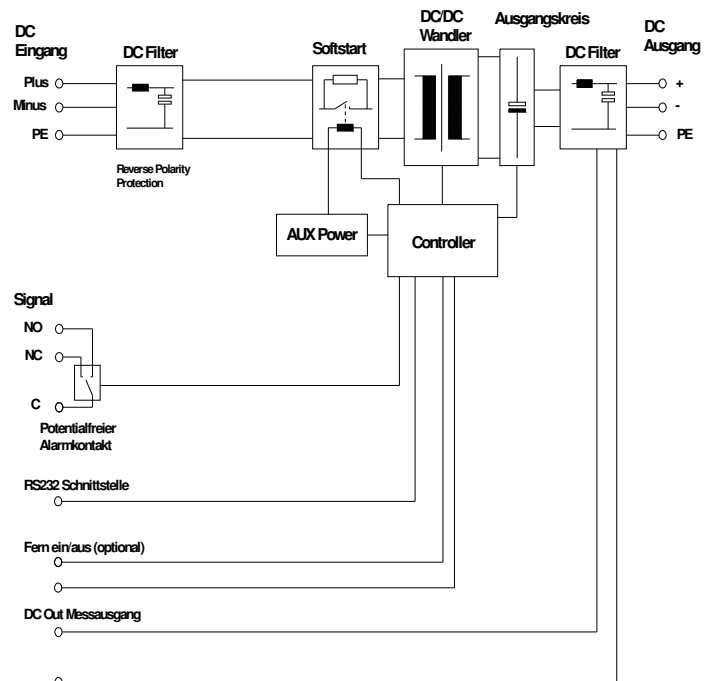 DC
Eingang
DC Filter
Softstart
DC/DC
Wandler
Ausgangskreis
DC Filter
DC
Ausgang
Plus
Minus
PE
+
-
PE
Reverse Polarity
Protection
AUX Power
Controller
Signal
NO
NC
C
Potentialfreier
Alarmkontakt
RS232 Schnittstelle
Fern ein/aus (optional)
DC Out Messausgang